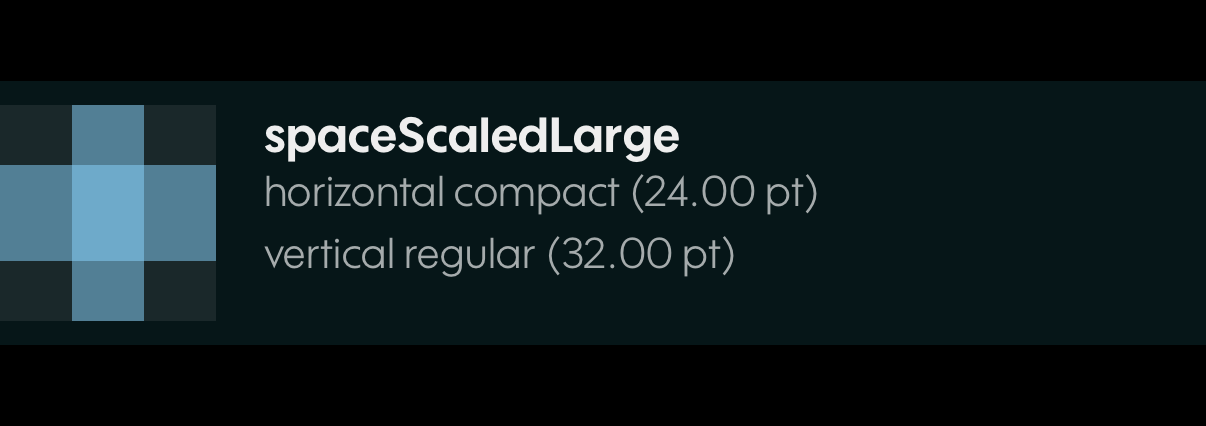 spaceScaledLarge
horizontal compact (24.00 pt)
vertical regular (32.00 pt)